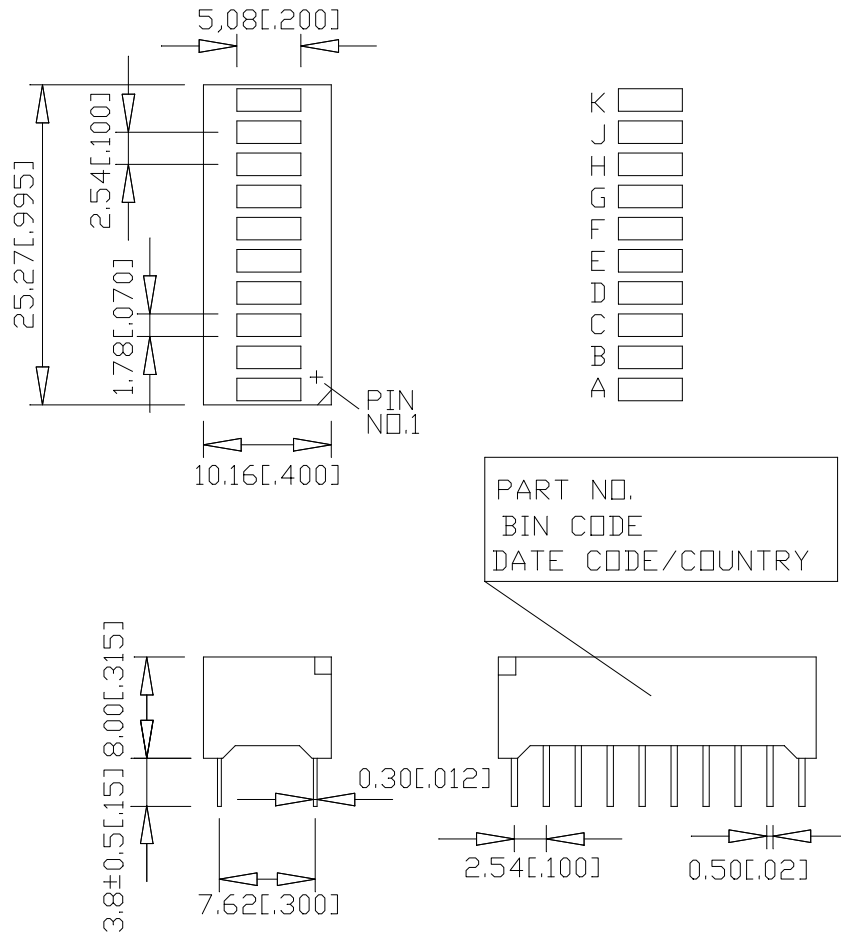 5,08[.200]
25.27[.995]
2.54[.100]
1.78[.070]
PIN
NO.1
10.16[.400]
K
J
H
G
F
E
D
C
B
A
PART NO.
BIN CODE
DATE CODE/COUNTRY
8.00[.315]
3.8±0.5[.15]
0.30[.012]
7.62[.300]
2.54[.100]
0.50[.02]